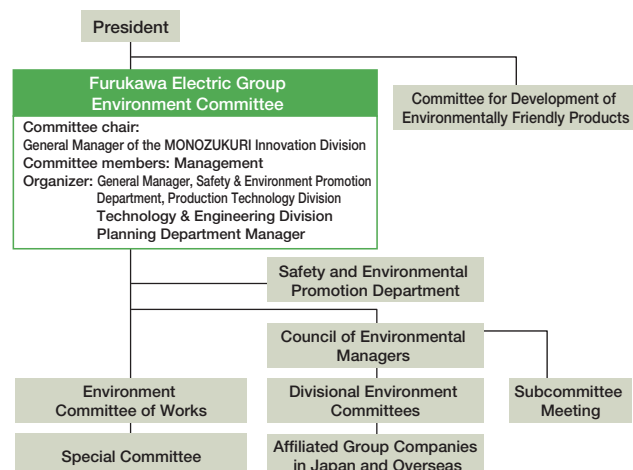 President
Furukawa Electric Group
Environment Committee
Committee for Development of
Environmentally Friendly Products
Committee chair:
General Manager of the MONOZUKURI Innovation Division
Committee members: Management
Organizer: General Manager, Safety & Environment Promotion
Department, Production Technology Division
Technology & Engineering Division
Planning Department Manager
Safety and Environmental
Promotion Department
Council of Environmental
Managers
Environment
Committee of Works
Divisional Environment
Committees
Subcommittee
Meeting
Special Committee
Affiliated Group Companies
in Japan and Overseas